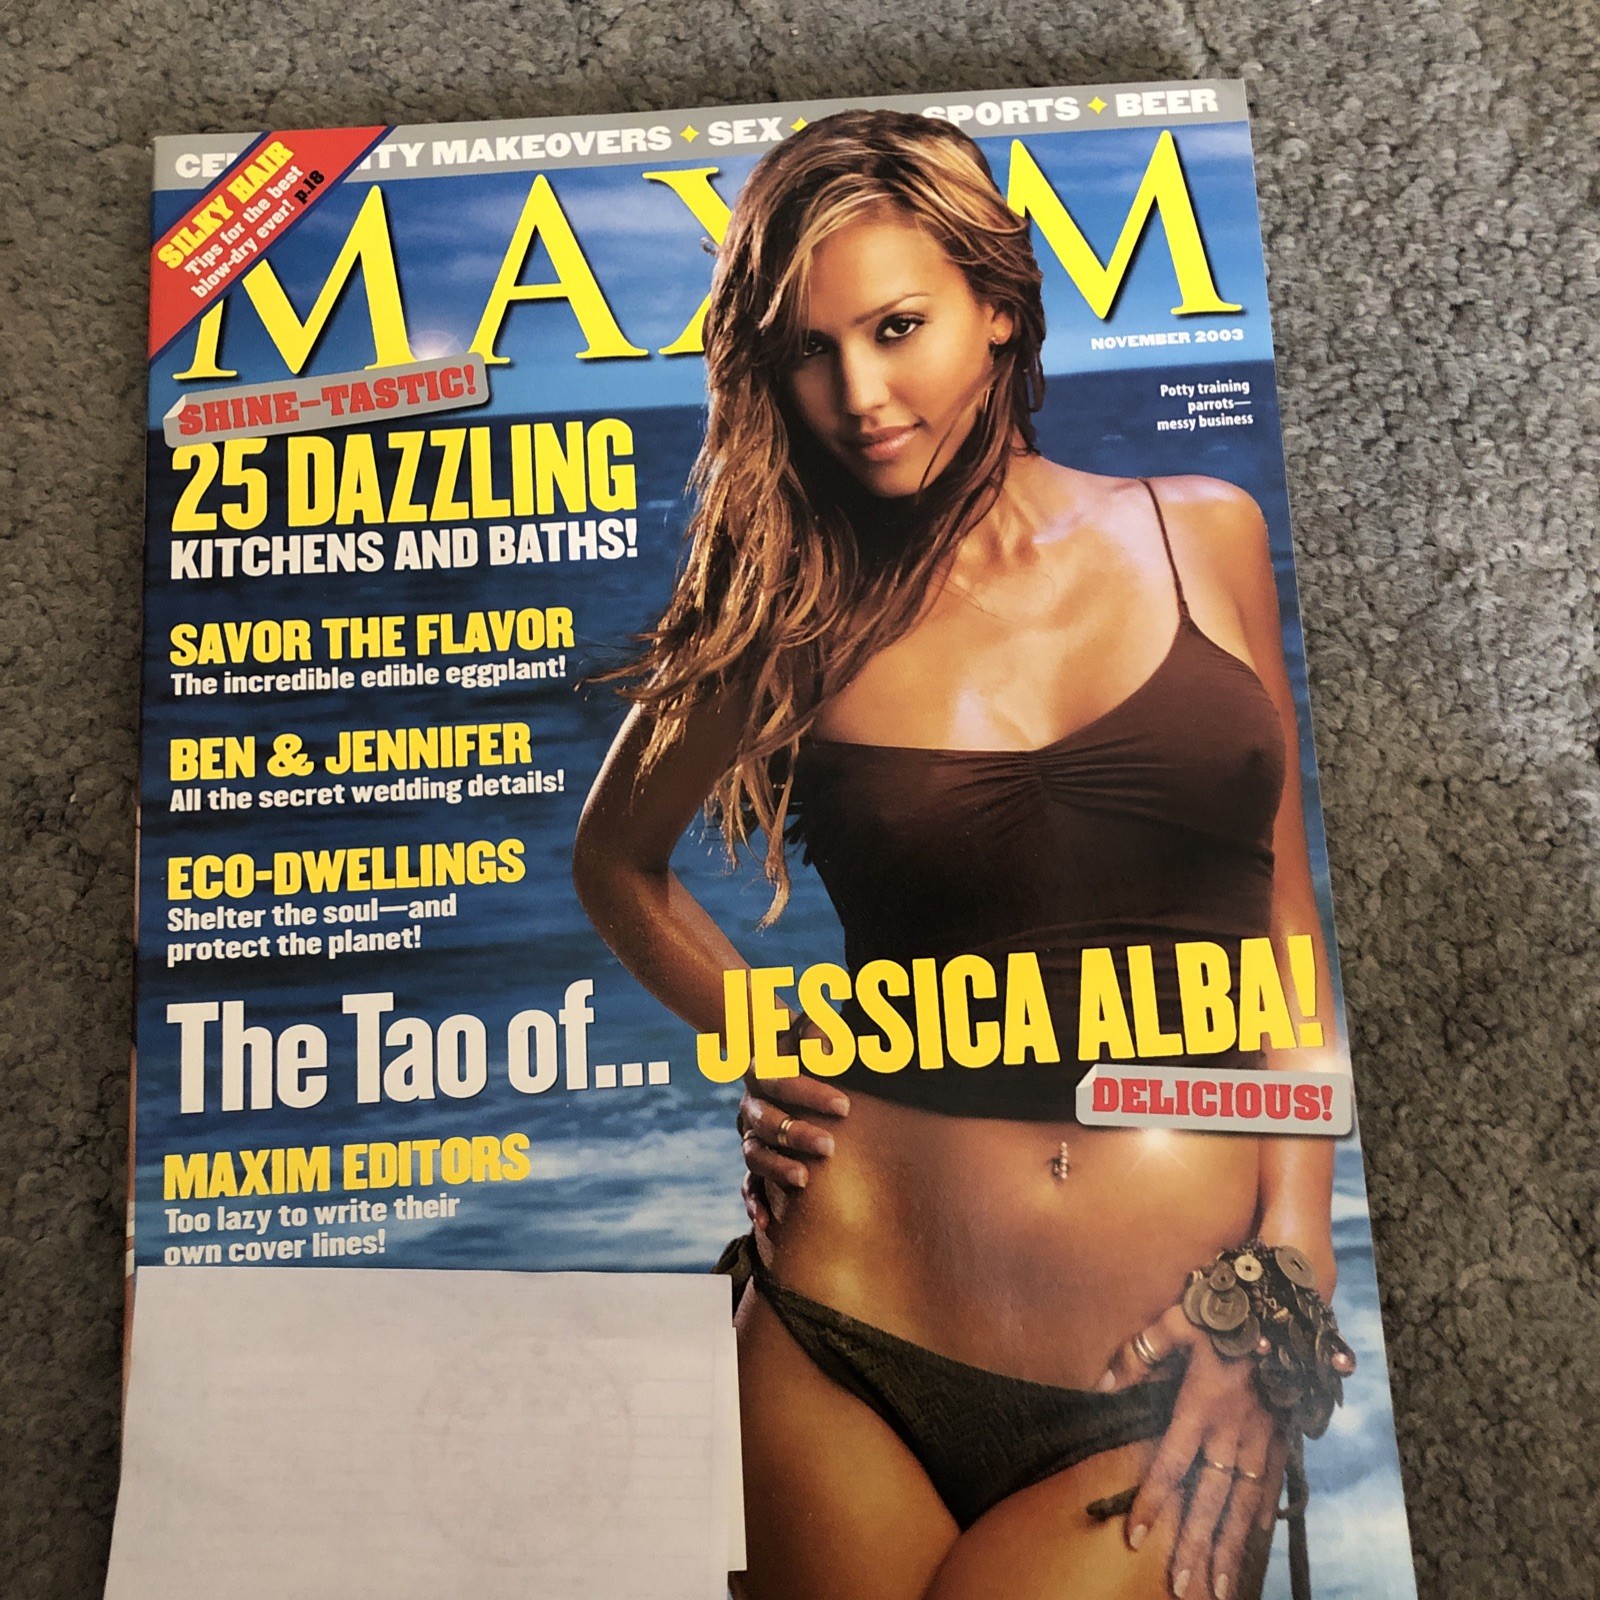 CE TY MAKEOVERS ✦ SEX ✦ SPORTS ✦ BEER
SILKY HAIR
Tips for the best
blow-dry ever! p.18
MAXIM
NOVEMBER 2003
Potty training
parrots—
messy business
SHINE-TASTIC!
25 DAZZLING
KITCHENS AND BATHS!
SAVOR THE FLAVOR
The incredible edible eggplant!
BEN & JENNIFER
All the secret wedding details!
ECO-DWELLINGS
Shelter the soul—and
protect the planet!
The Tao of... JESSICA ALBA!
DELICIOUS!
MAXIM EDITORS
Too lazy to write their
own cover lines!